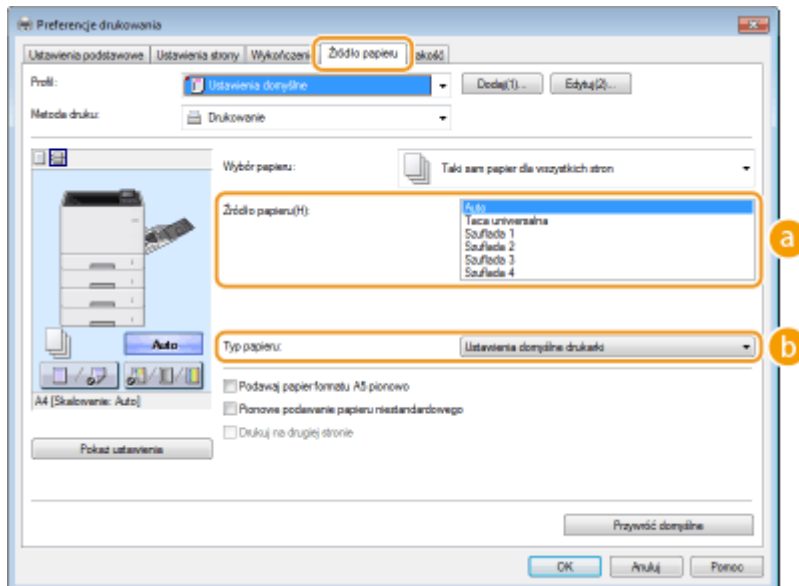 Preferencje drukowania
Ustawienia podstawowe Ustawienia strony Wykończeni Źródło papieru akość
Profil: Ustawienia domyślne Dodaj(1)... Edytuj(2)...
Metoda druku: Drukowanie
Wybór papieru: Taki sam papier dla wszystkich stron
Źródło papieru(H): Auto
Taca uniwersalna
Szuflada 1
Szuflada 2
Szuflada 3
Szuflada 4
a
Auto
Typ papieru: Ustawienia domyślne drukarki
b
A4 [Skalowanie: Auto]
Podawaj papier formatu A5 pionowo
Pionowe podawanie papieru niestandardowego
Drukuj na drugiej stronie
Pokaż ustawienia
Przywróć domyślne
OK Anuluj Pomoc